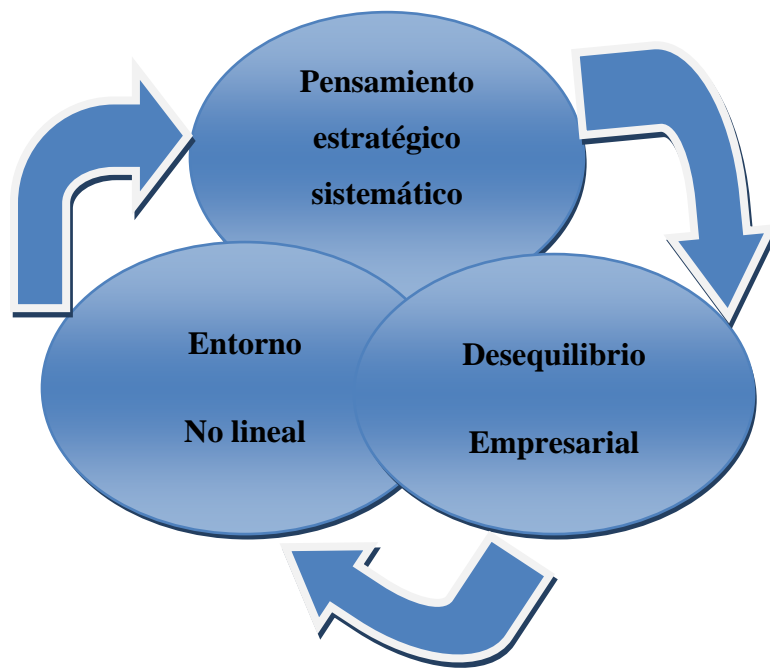 Pensamiento
estratégico
sistemático
Entorno
No lineal
Desequilibrio
Empresarial